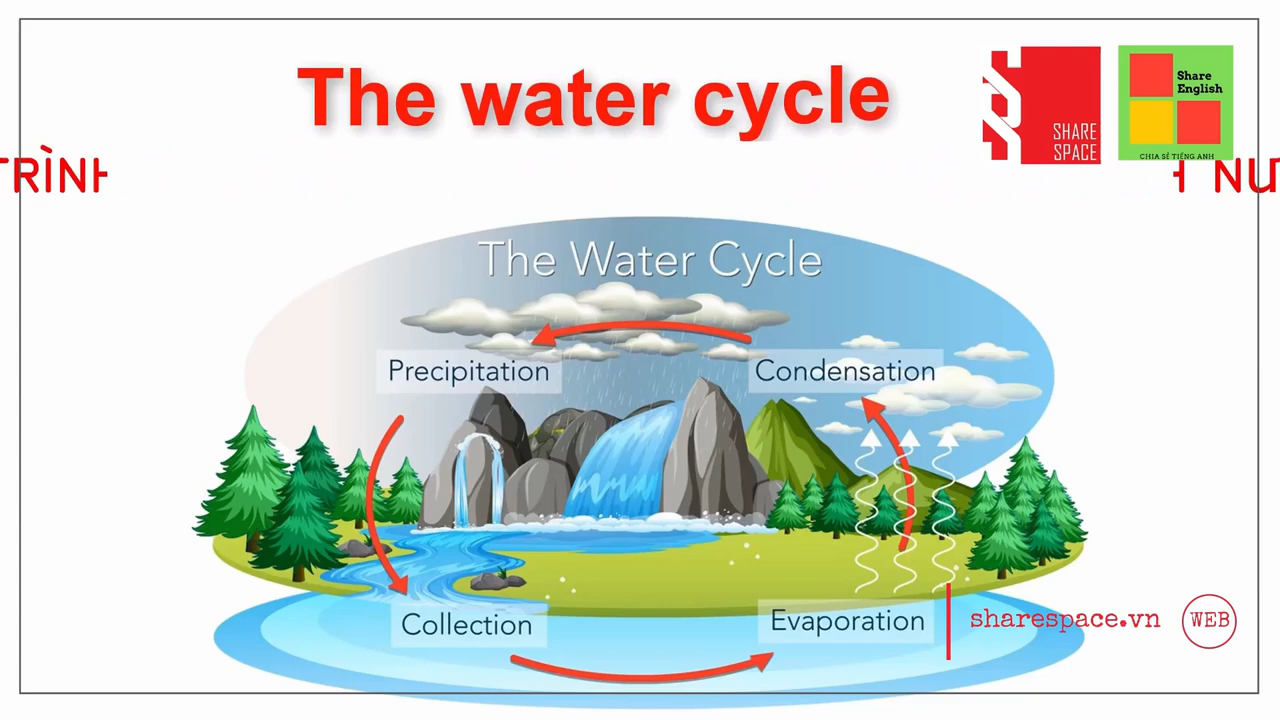 The water cycle
SHARE
SPACE
Share
English
CHIA SẺ TIẾNG ANH
TRÌNH
The Water Cycle
Precipitation
Condensation
Collection
Evaporation
sharespace.vn
WEB